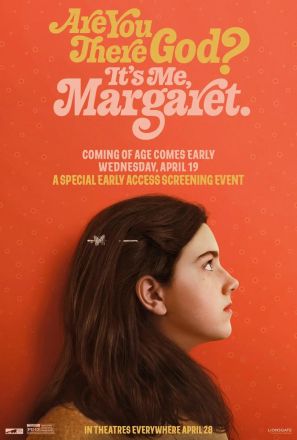 Are You
There God?
It's Me,
Margaret.
COMING OF AGE COMES EARLY
WEDNESDAY, APRIL 19
A SPECIAL EARLY ACCESS SCREENING EVENT
IN THEATRES EVERYWHERE APRIL 28
LIONSGATE